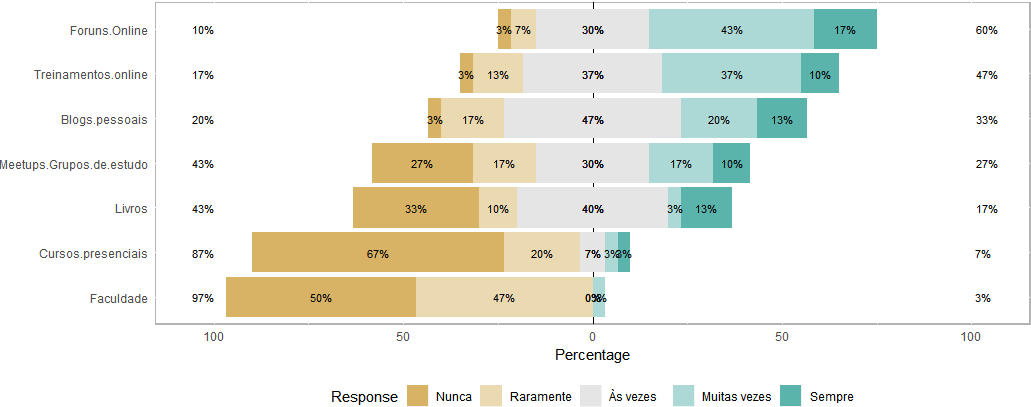 Foruns.Online 10% 3% 7% 30% 43% 17% 60%
Treinamentos.online 17% 3% 13% 37% 37% 10% 47%
Blogs.pessoais 20% 3% 17% 47% 20% 13% 33%
Meetups.Grupos.de.estudo 43% 27% 17% 30% 17% 10% 27%
Livros 43% 33% 10% 40% 3% 13% 17%
Cursos.presenciais 87% 67% 20% 7% 3% 3% 7%
Faculdade 97% 50% 47% 0% 3% 3%
100 50 0 50 100
Percentage
Response Nunca Raramente Às vezes Muitas vezes Sempre